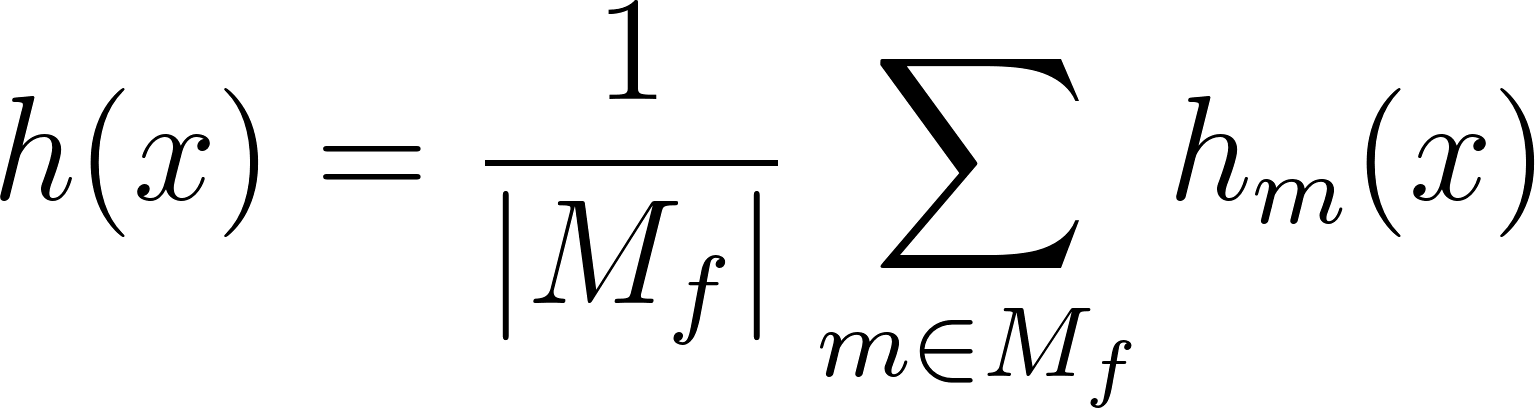 h(x) = \frac{1}{|M_f|} \sum_{m \in M_f} h_m(x)